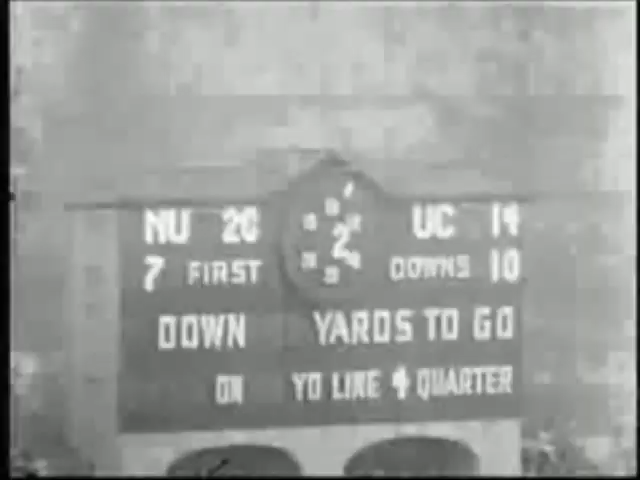 NU 20 UC 14
7 FIRST DOWNS 10
DOWN YARDS TO GO
ON YD LINE 4 QUARTER